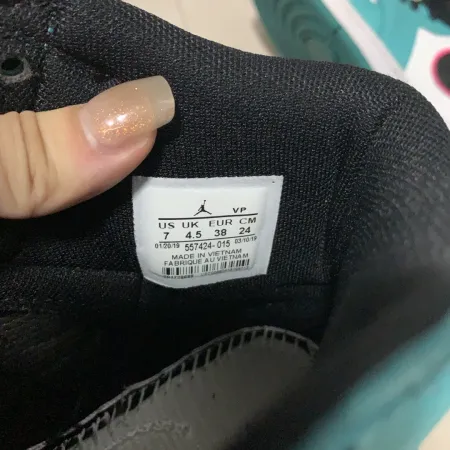 VP
US UK EUR CM
7 4.5 38 24
01/20/19 557424-015 03/10/19
MADE IN VIETNAM
FABRIQUE AU VIETNAM